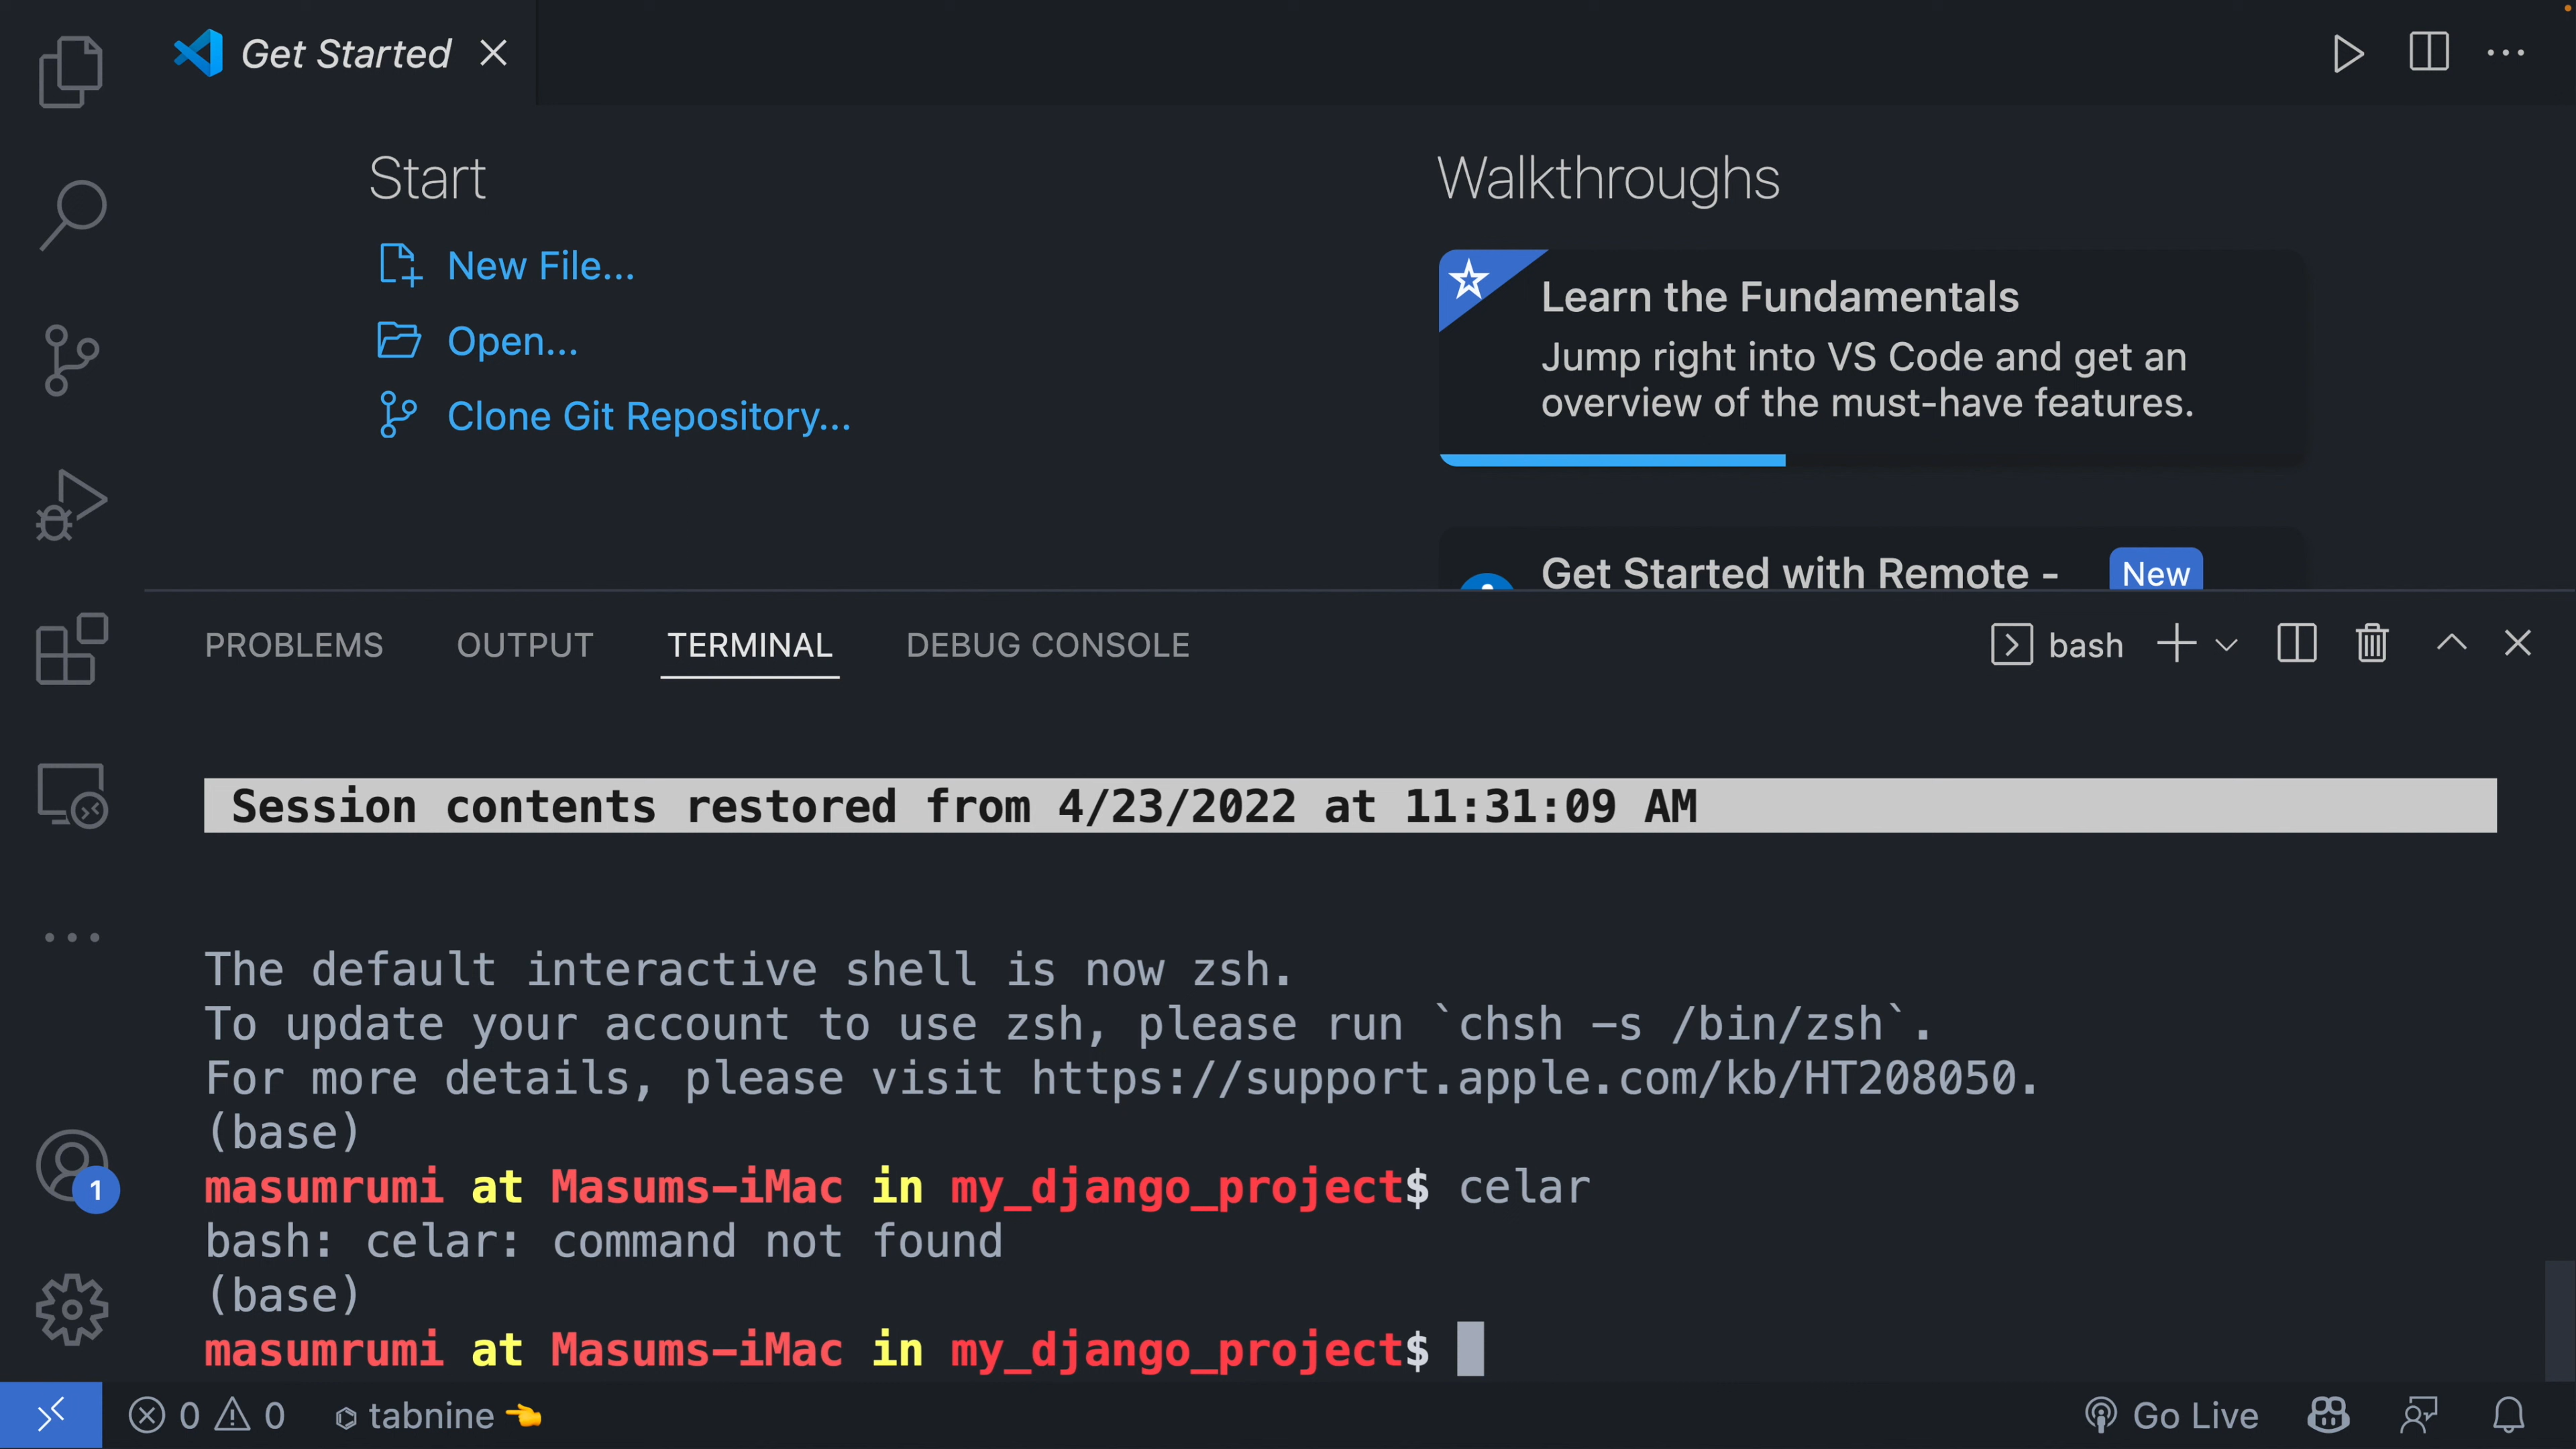 Get Started
Start
New File...
Open...
Clone Git Repository...
Walkthroughs
Learn the Fundamentals
Jump right into VS Code and get an
overview of the must-have features.
Get Started with Remote -
New
PROBLEMS OUTPUT TERMINAL DEBUG CONSOLE bash
Session contents restored from 4/23/2022 at 11:31:09 AM
The default interactive shell is now zsh.
To update your account to use zsh, please run `chsh -s /bin/zsh`.
For more details, please visit https://support.apple.com/kb/HT208050.
(base)
masumrumi at Masums-iMac in my_django_project$ celar
bash: celar: command not found
(base)
masumrumi at Masums-iMac in my_django_project$
1
0 0 tabnine Go Live